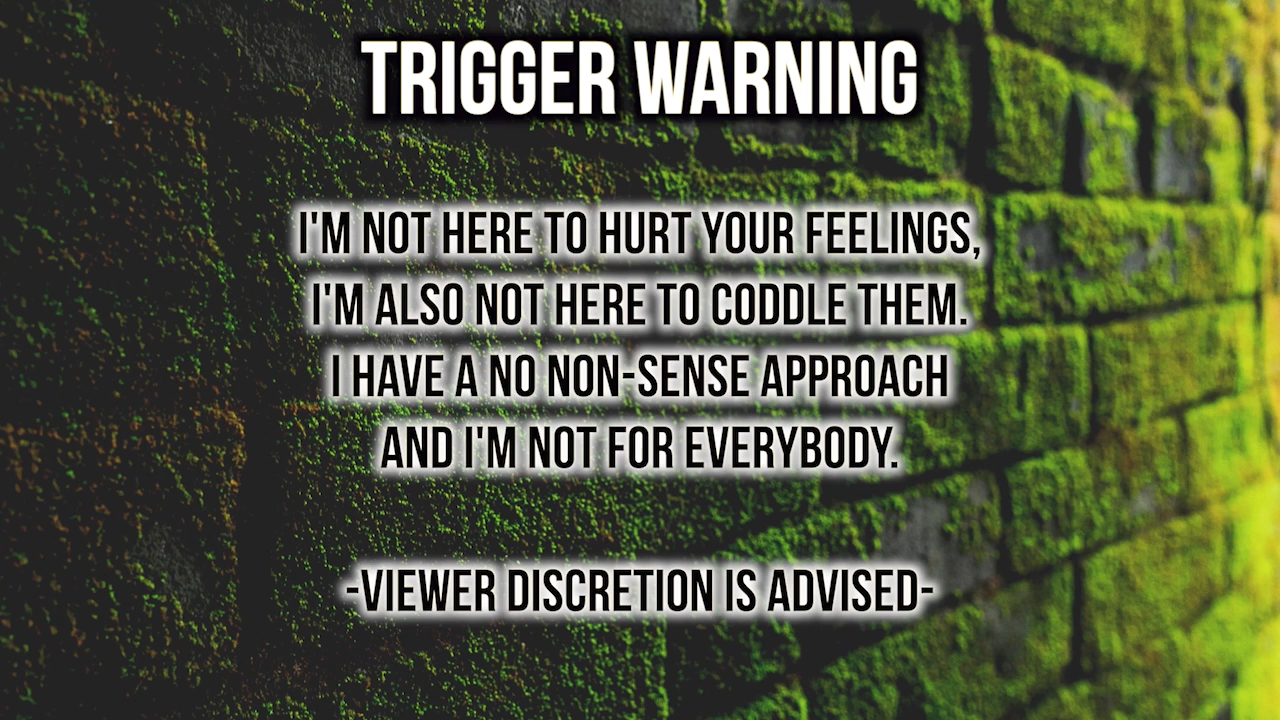 TRIGGER WARNING
I'M NOT HERE TO HURT YOUR FEELINGS,
I'M ALSO NOT HERE TO CODDLE THEM.
I HAVE A NO NON-SENSE APPROACH
AND I'M NOT FOR EVERYBODY.
-VIEWER DISCRETION IS ADVISED-